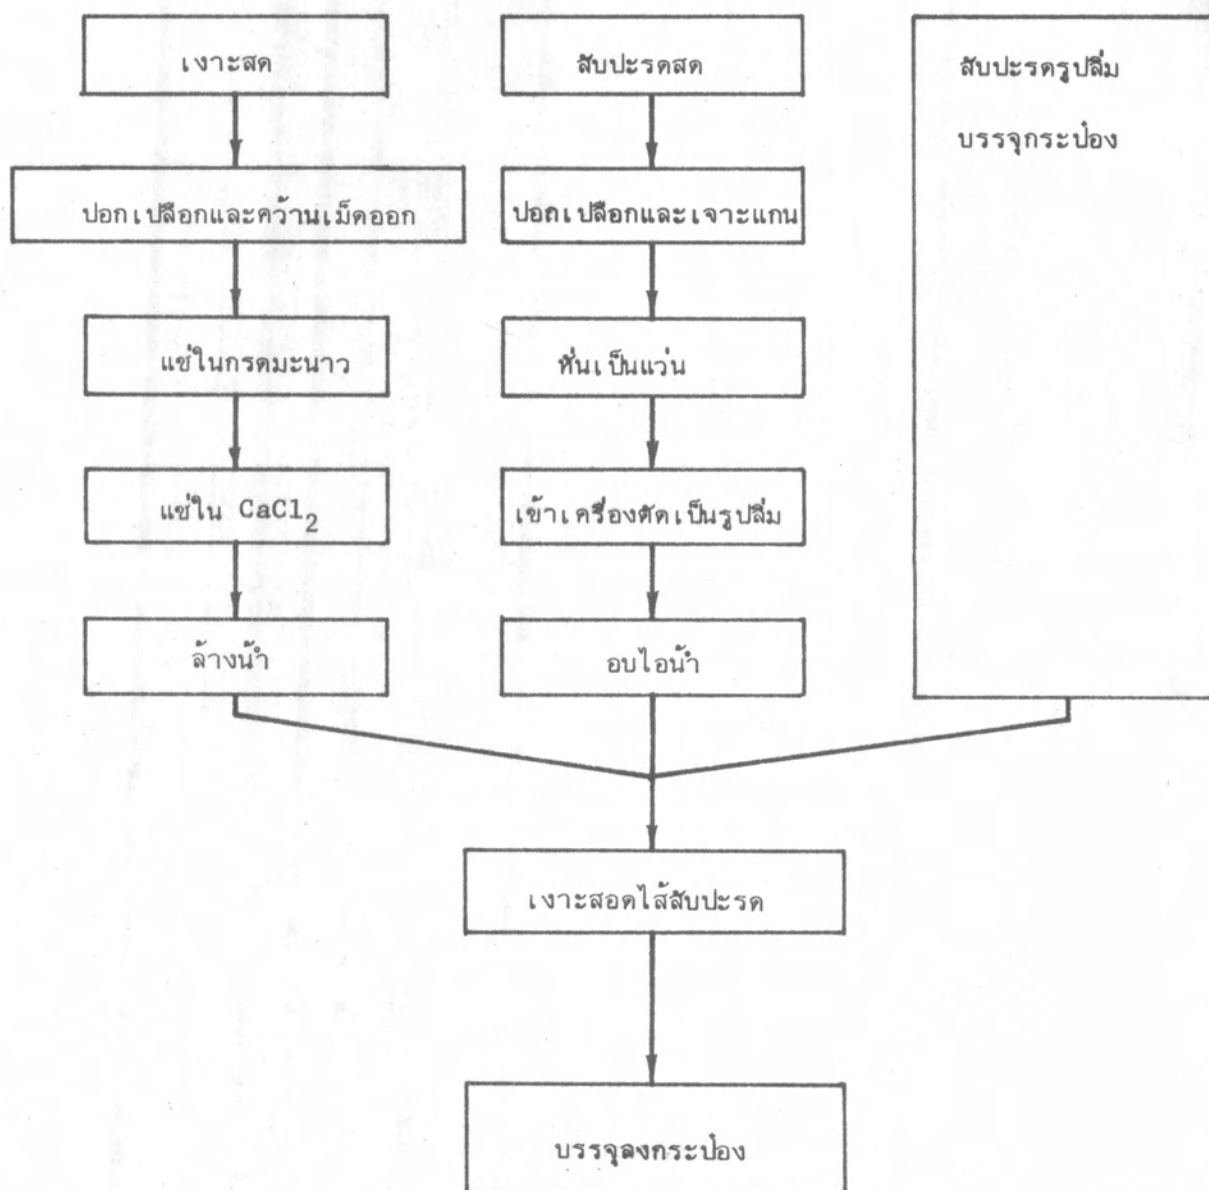 เงาะสด
ปอกเปลือกและคว้านเม็ดออก
แช่ในกรดมะนาว
แช่ใน CaCl₂
ล้างน้ำ
สับปะรดสด
ปอกเปลือกและเจาะแกน
หั่นเป็นแว่น
เข้าเครื่องตัดเป็นรูปลิ่ม
อบไอน้ำ
สับปะรดรูปลิ่ม
บรรจุกระป๋อง
เงาะสอดไส้สับปะรด
บรรจุลงกระป๋อง